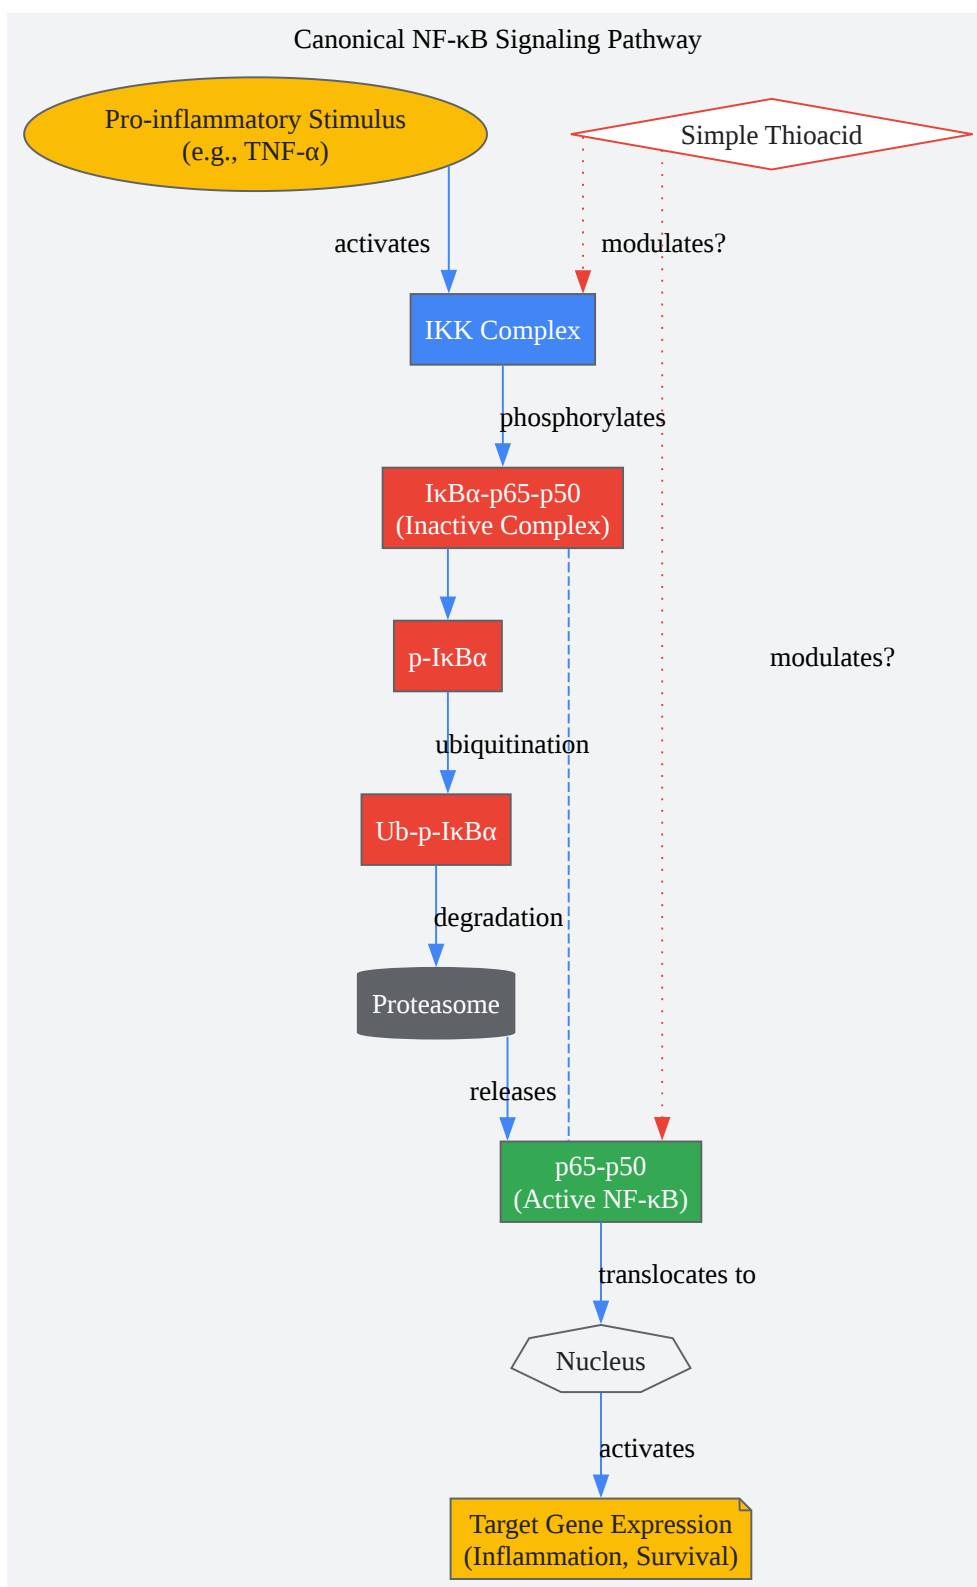 Canonical NF-κB Signaling Pathway
Pro-inflammatory Stimulus
(e.g., TNF-α)
Simple Thioacid
activates
modulates?
IKK Complex
phosphorylates
IκBα-p65-p50
(Inactive Complex)
p-IκBα
modulates?
ubiquitination
Ub-p-IκBα
degradation
Proteasome
releases
p65-p50
(Active NF-κB)
translocates to
Nucleus
activates
Target Gene Expression
(Inflammation, Survival)